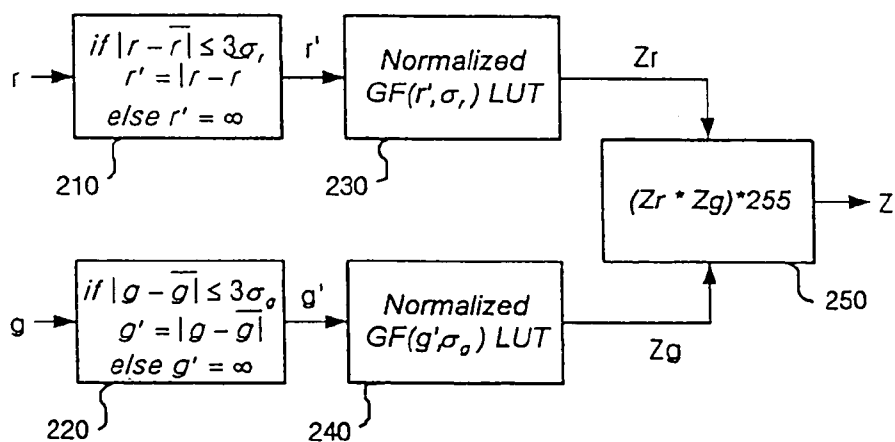 r
if |r - r̅| ≤ 3σᵣ
r' = |r - r
else r' = ∞
210
r'
Normalized
GF(r',σᵣ) LUT
230
Zr
(Zr * Zg)*255
250
Z
g
if |g - g̅| ≤ 3σg
g' = |g - g̅|
else g' = ∞
220
g'
Normalized
GF(g'σg) LUT
240
Zg